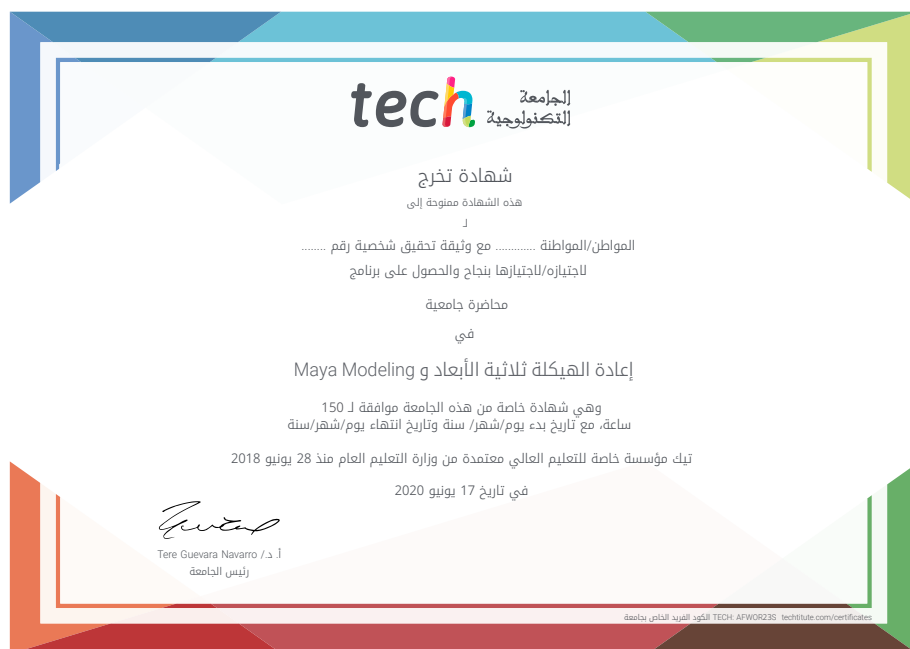 tech الجامعة
التكنولوجية
شهادة تخرج
هذه الشهادة ممنوحة إلى
لـ
المواطن/المواطنة ............. مع وثيقة تحقيق شخصية رقم ........
لاجتيازه/لاجتيازها بنجاح والحصول على برنامج
محاضرة جامعية
في
إعادة الهيكلة ثلاثية الأبعاد و Maya Modeling
وهي شهادة خاصة من هذه الجامعة موافقة لـ 150
ساعة، مع تاريخ بدء يوم/شهر/ سنة وتاريخ انتهاء يوم/شهر/سنة
تيك مؤسسة خاصة للتعليم العالي معتمدة من وزارة التعليم العام منذ 28 يونيو 2018
في تاريخ 17 يونيو 2020
أ. د./ Tere Guevara Navarro
رئيس الجامعة
الكود الفريد الخاص بجامعة TECH: AFWOR23S techtitute.com/certificates